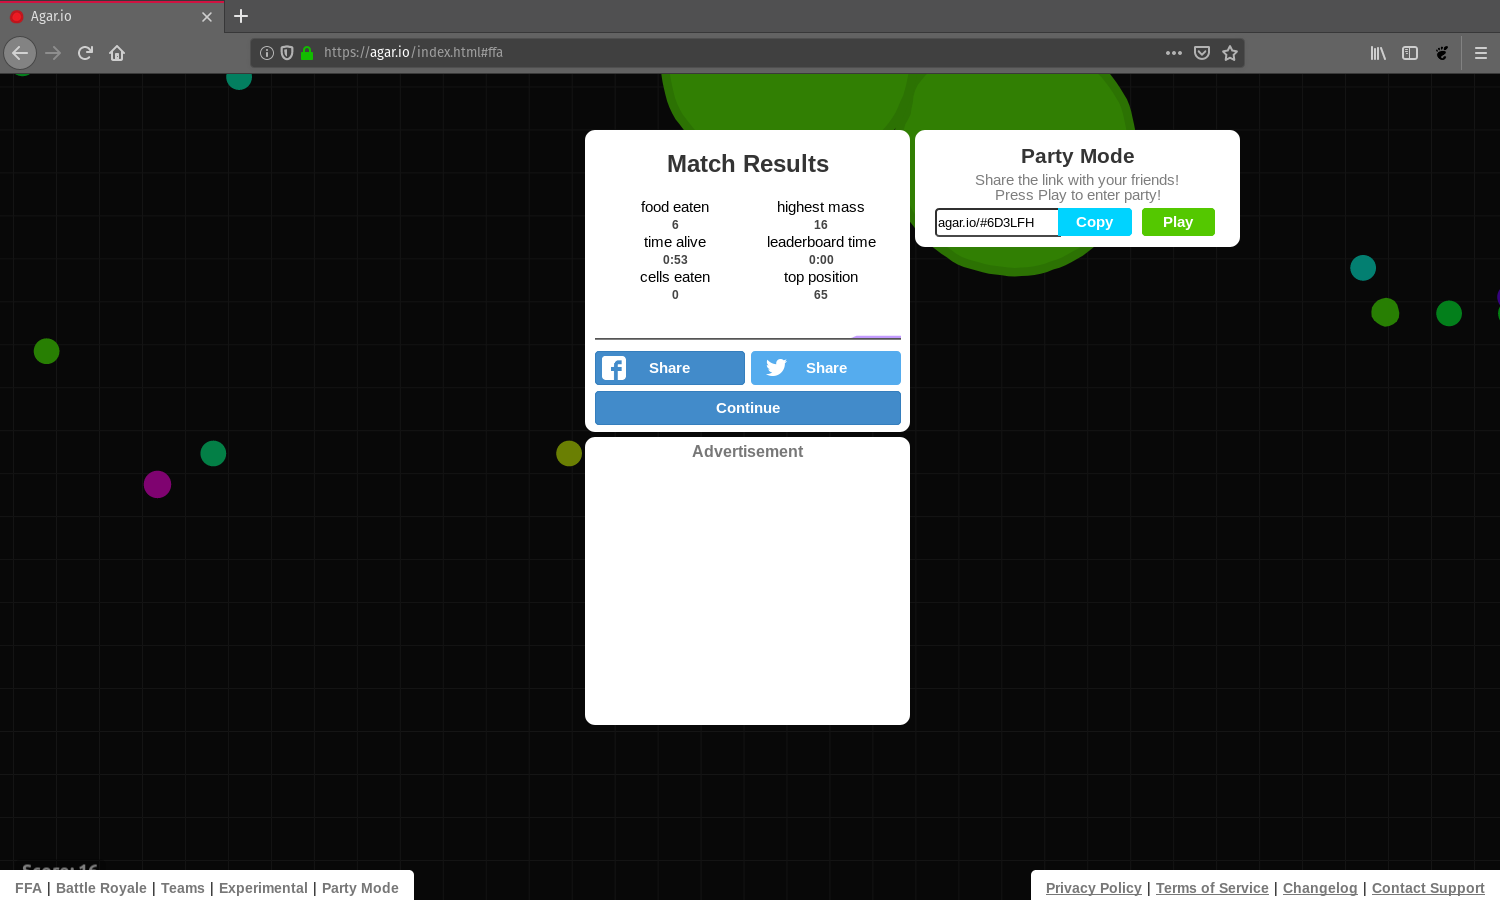 Agar.io
https://agar.io/index.html#ffa
Match Results
food eaten
6
highest mass
16
time alive
0:53
leaderboard time
0:00
cells eaten
0
top position
65
Share
Share
Continue
Advertisement
Party Mode
Share the link with your friends!
Press Play to enter party!
agar.io/#6D3LFH
Copy
Play
Score: 16
FFA | Battle Royale | Teams | Experimental | Party Mode
Privacy Policy | Terms of Service | Changelog | Contact Support